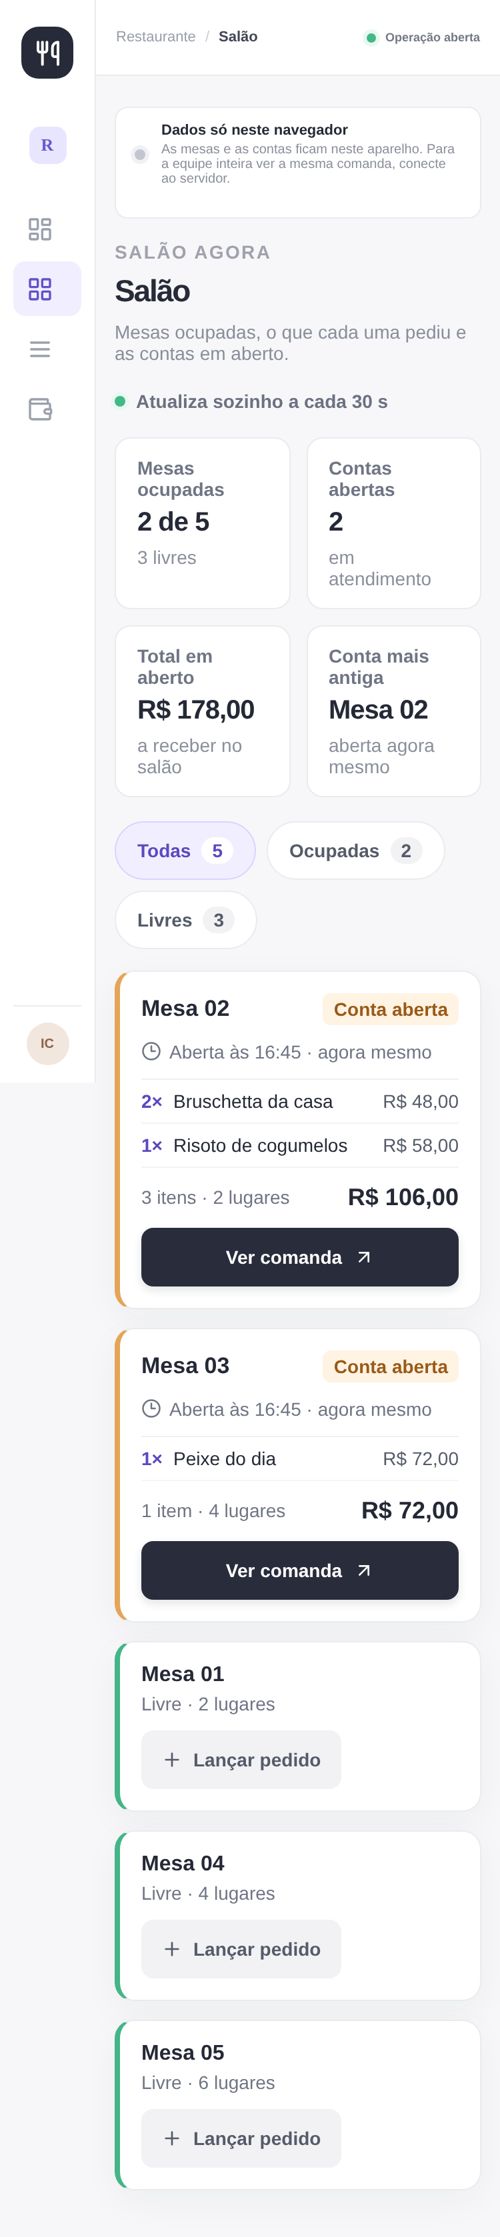 Restaurante / Salão
Operação aberta
R
Dados só neste navegador
As mesas e as contas ficam neste aparelho. Para
a equipe inteira ver a mesma comanda, conecte
ao servidor.
SALÃO AGORA
Salão
Mesas ocupadas, o que cada uma pediu e
as contas em aberto.
Atualiza sozinho a cada 30 s
Mesas
ocupadas
2 de 5
3 livres
Contas
abertas
2
em
atendimento
Total em
aberto
R$ 178,00
a receber no
salão
Conta mais
antiga
Mesa 02
aberta agora
mesmo
Todas 5
Ocupadas 2
Livres 3
IC
Mesa 02
Conta aberta
Aberta às 16:45 · agora mesmo
2× Bruschetta da casa R$ 48,00
1× Risoto de cogumelos R$ 58,00
3 itens · 2 lugares R$ 106,00
Ver comanda
Mesa 03
Conta aberta
Aberta às 16:45 · agora mesmo
1× Peixe do dia R$ 72,00
1 item · 4 lugares R$ 72,00
Ver comanda
Mesa 01
Livre · 2 lugares
Lançar pedido
Mesa 04
Livre · 4 lugares
Lançar pedido
Mesa 05
Livre · 6 lugares
Lançar pedido